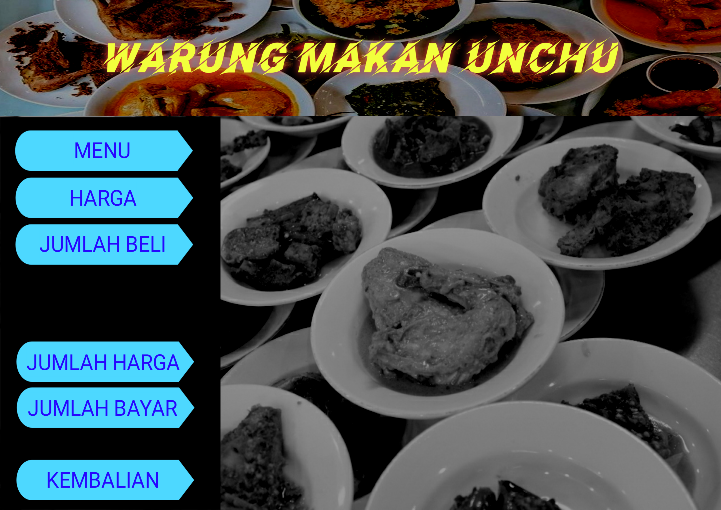 WARUNG MAKAN UNCHU
MENU
HARGA
JUMLAH BELI
JUMLAH HARGA
JUMLAH BAYAR
KEMBALIAN